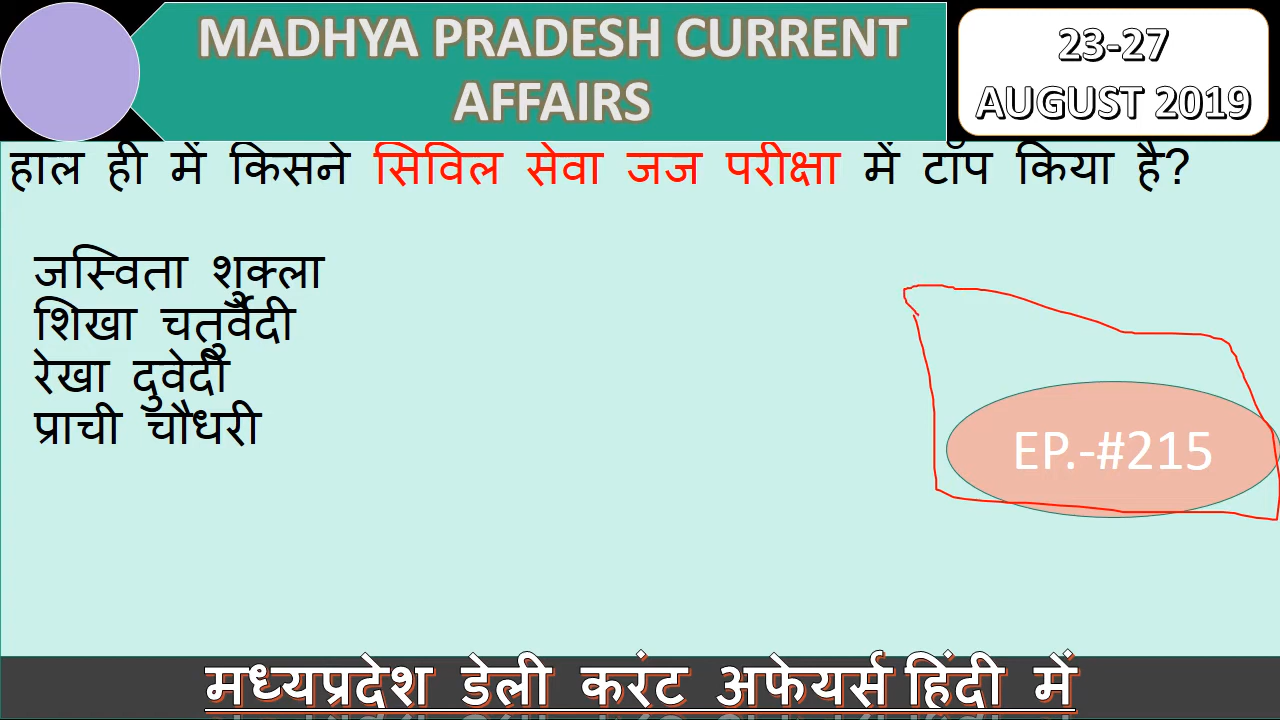 MADHYA PRADESH CURRENT
AFFAIRS
23-27
AUGUST 2019
हाल ही में किसने सिविल सेवा जज परीक्षा में टॉप किया है?
जस्विता शुक्ला
शिखा चतुर्वेदी
रेखा दुवेदी
प्राची चौधरी
EP.-#215
मध्यप्रदेश डेली करंट अफेयर्स हिंदी में